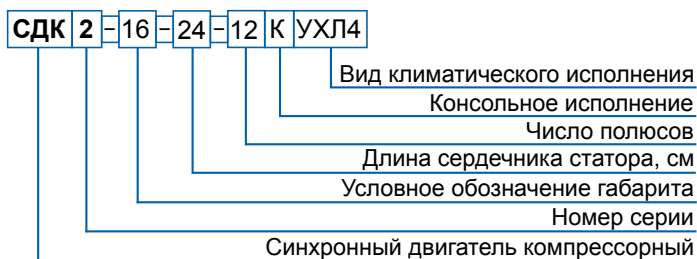 СДК 2 - 16 - 24 - 12 К УХЛ4
Вид климатического исполнения
Консольное исполнение
Число полюсов
Длина сердечника статора, см
Условное обозначение габарита
Номер серии
Синхронный двигатель компрессорный